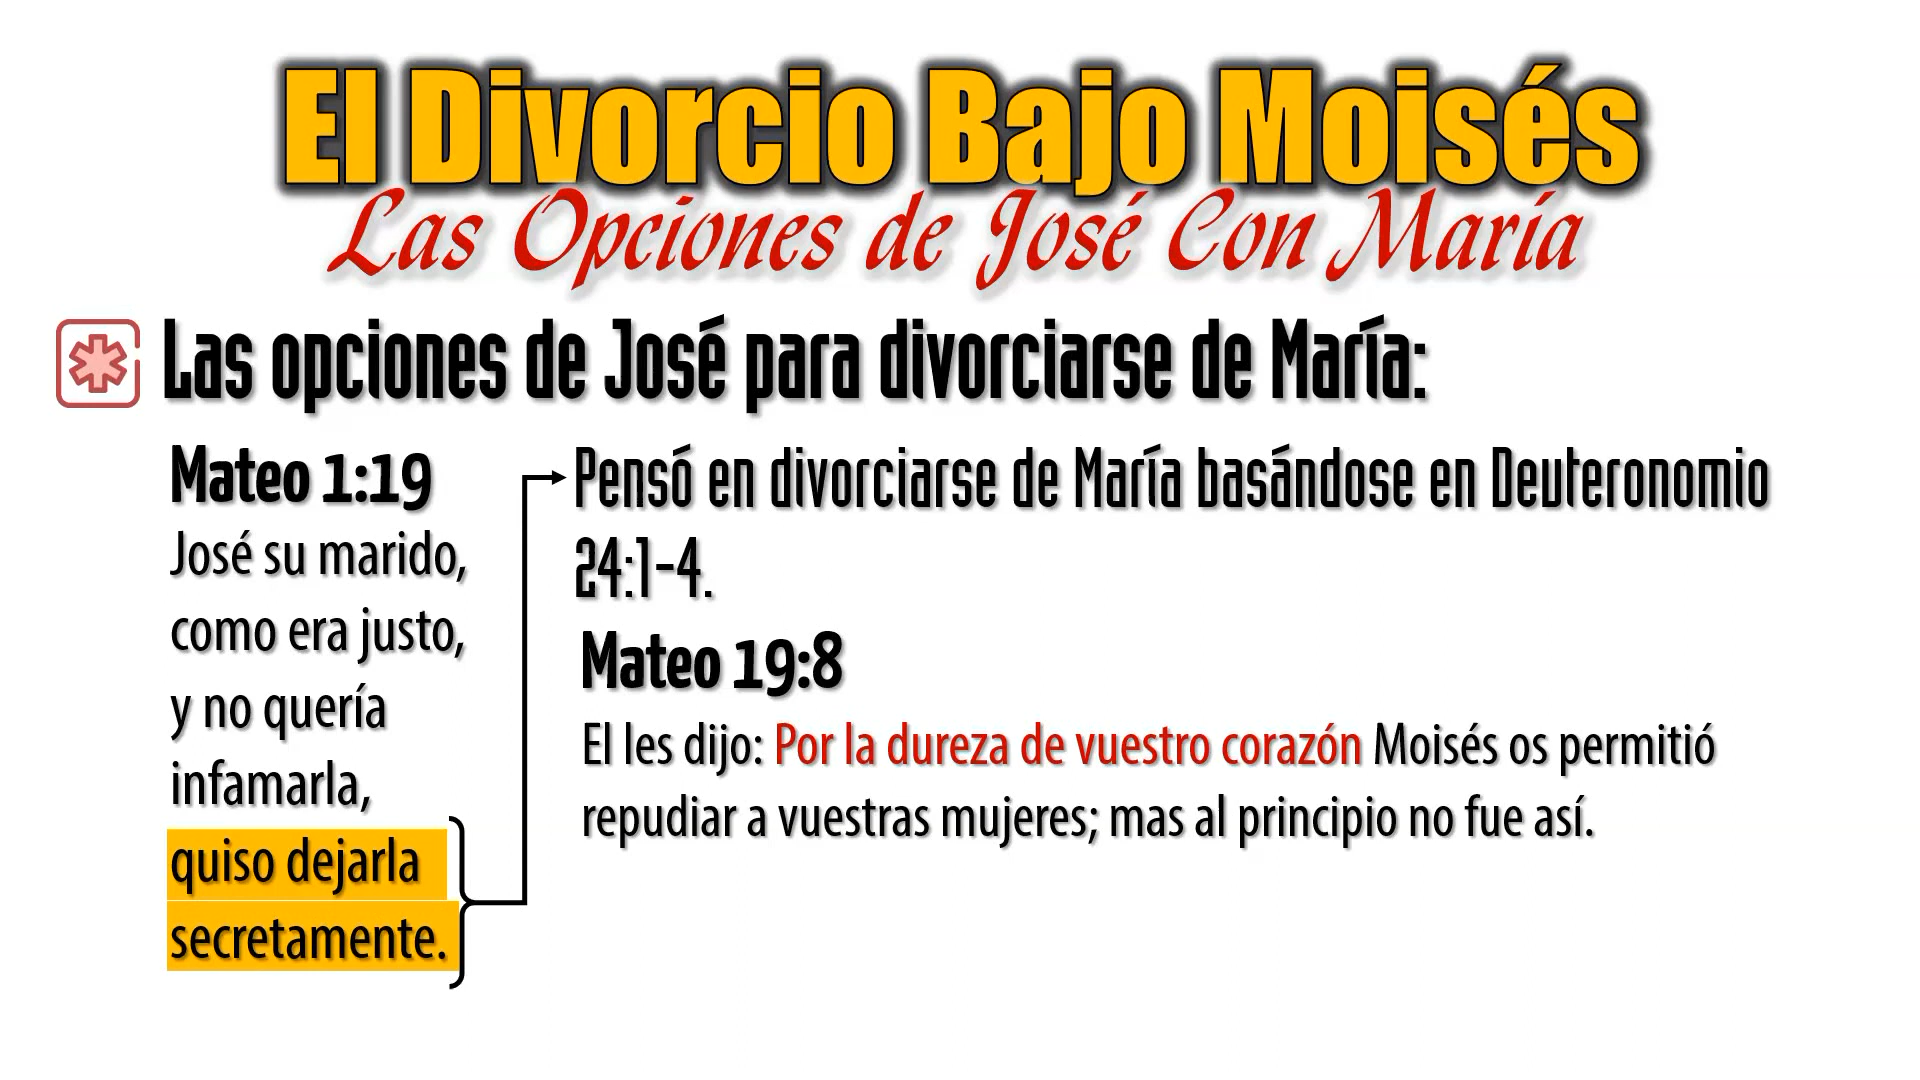 El Divorcio Bajo Moisés
Las Opciones de José Con María
Las opciones de José para divorciarse de María:
Mateo 1:19
José su marido,
como era justo,
y no quería
infamarla,
quiso dejarla
secretamente.
Pensó en divorciarse de María basándose en Deuteronomio
24:1-4.
Mateo 19:8
El les dijo: Por la dureza de vuestro corazón Moisés os permitió
repudiar a vuestras mujeres; mas al principio no fue así.